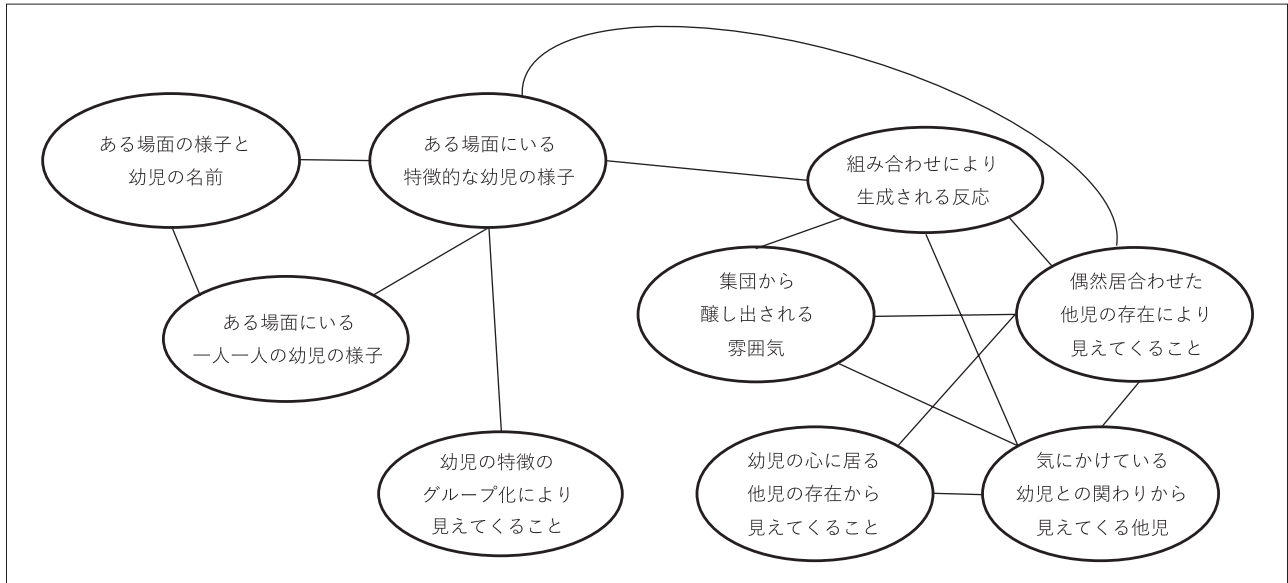 ある場面の様子と
幼児の名前
ある場面にいる
特徴的な幼児の様子
組み合わせにより
生成される反応
集団から
醸し出される
雰囲気
偶然居合わせた
他児の存在により
見えてくること
ある場面にいる
一人一人の幼児の様子
幼児の特徴の
グループ化により
見えてくること
幼児の心に居る
他児の存在から
見えてくること
気にかけている
幼児との関わりから
見えてくる他児